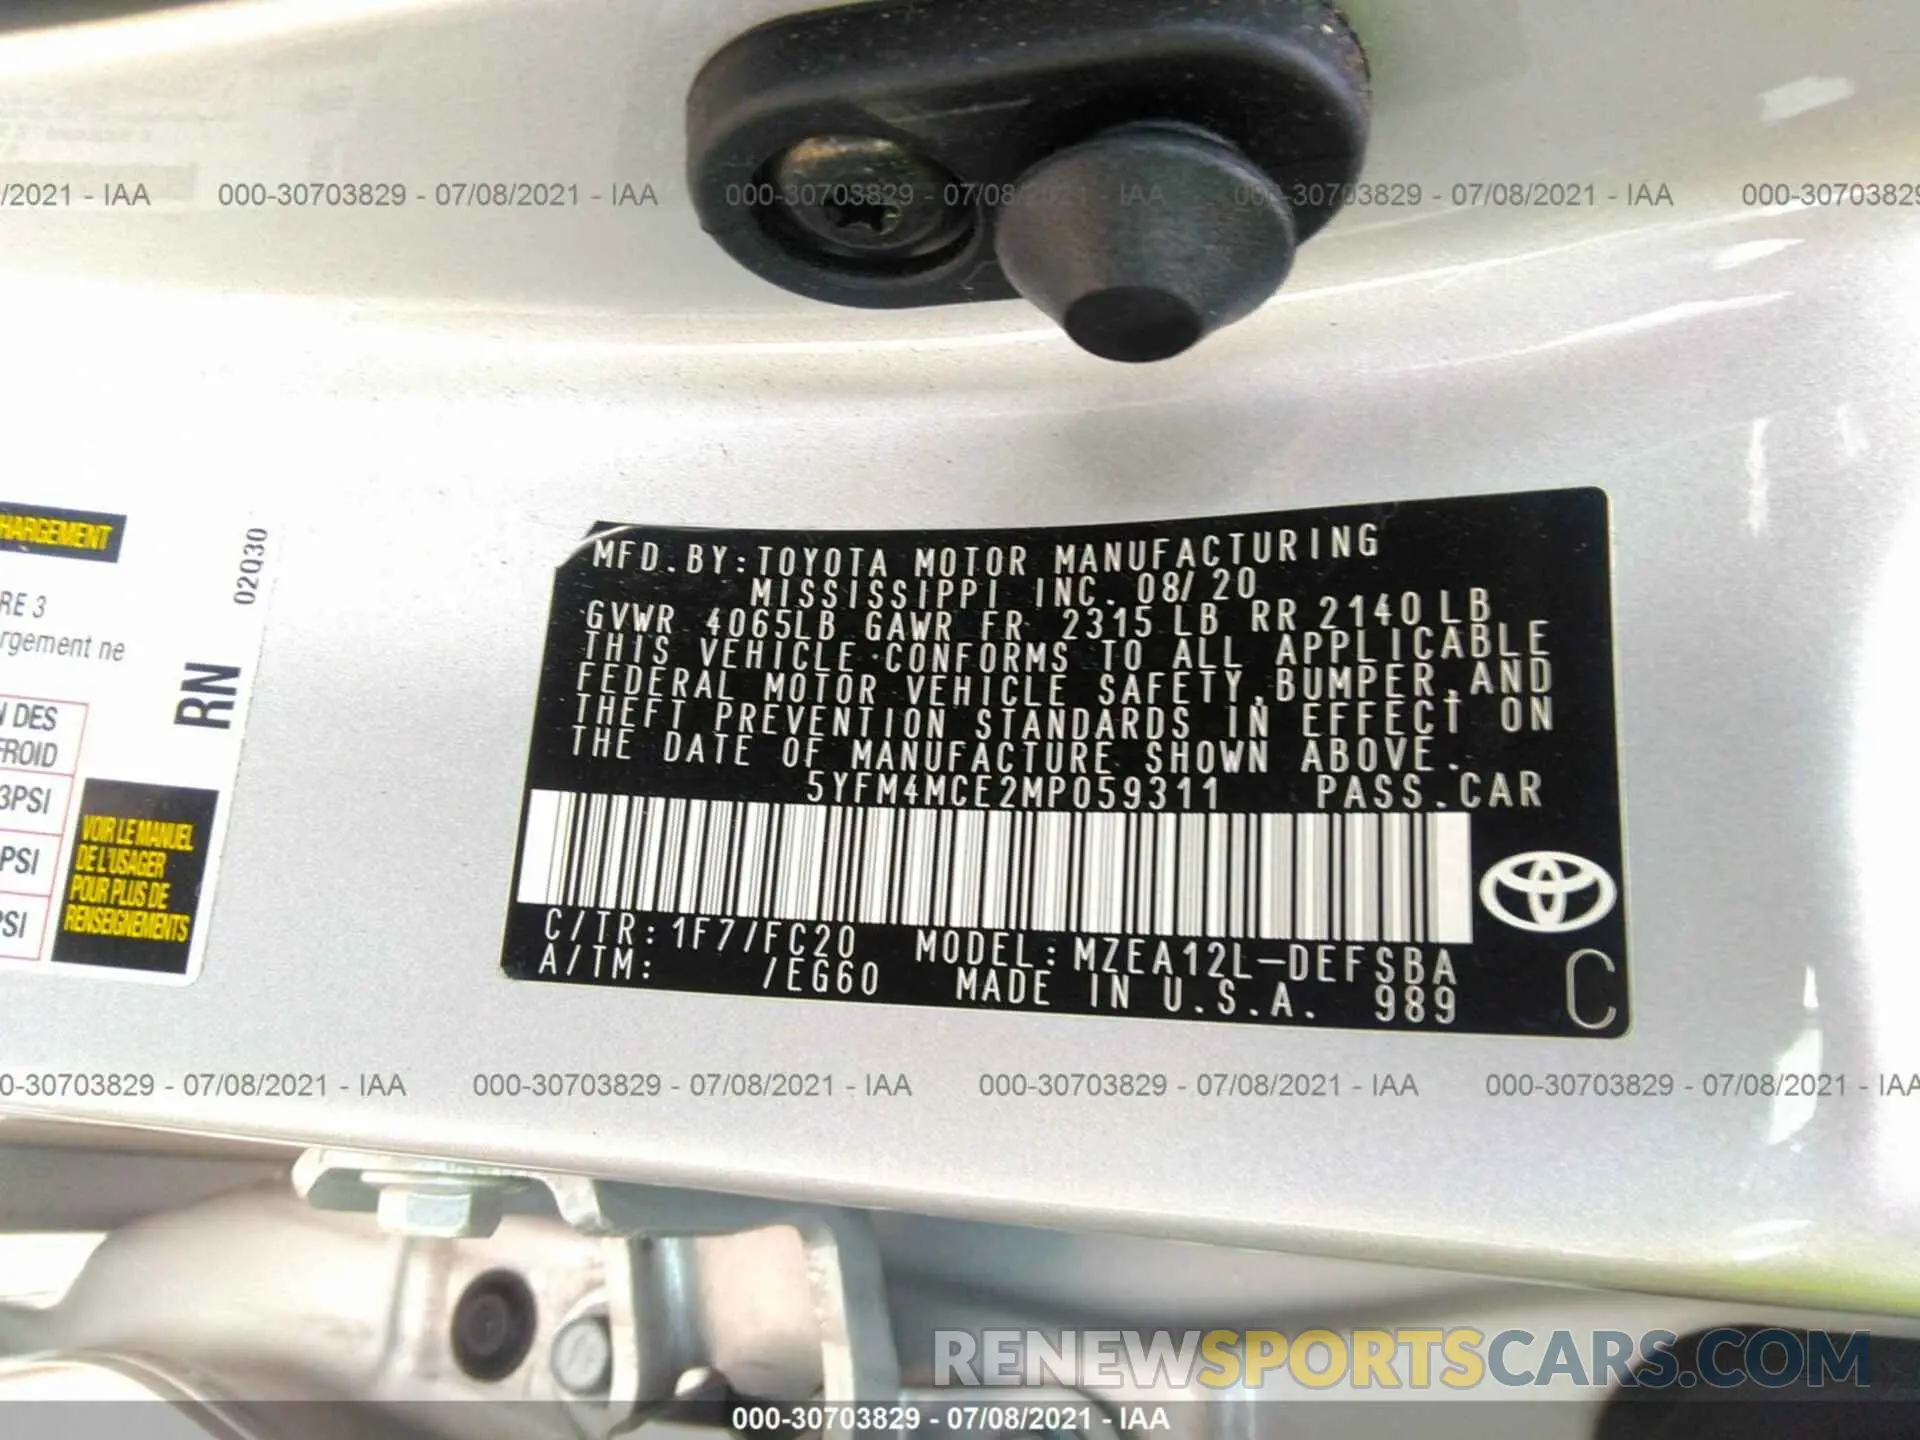 /2021 - IAA 000-30703829 - 07/08/2021 - IAA 000-30703829 - 07/08/2021 - IAA 000-30703829 - 07/08/2021 - IAA 000-30703829
HARGEMENT
RE 3
rgement ne
02Q30
RN
N DES
FROID
3PSI
PSI
PSI
VOIR LE MANUEL
DE L'USAGER
POUR PLUS DE
RENSEIGNEMENTS
MFD. BY: TOYOTA MOTOR MANUFACTURING
MISSISSIPPI INC. 08/20
GVWR 4065LB GAWR FR 2315LB RR 2140LB
THIS VEHICLE CONFORMS TO ALL APPLICABLE
FEDERAL MOTOR VEHICLE SAFETY, BUMPER, AND
THEFT PREVENTION STANDARDS IN EFFECT ON
THE DATE OF MANUFACTURE SHOWN ABOVE.
5YFM4MCE2MP059311 PASS. CAR
C/TR: 1F7/FC20 MODEL: MZEA12L-DEFSBA
A/TM: /EG60 MADE IN U.S.A. 989
C
0-30703829 - 07/08/2021 - IAA 000-30703829 - 07/08/2021 - IAA 000-30703829 - 07/08/2021 - IAA 000-30703829 - 07/08/2021 - IAA
RENEWSPORTSCARS.COM
000-30703829 - 07/08/2021 - IAA